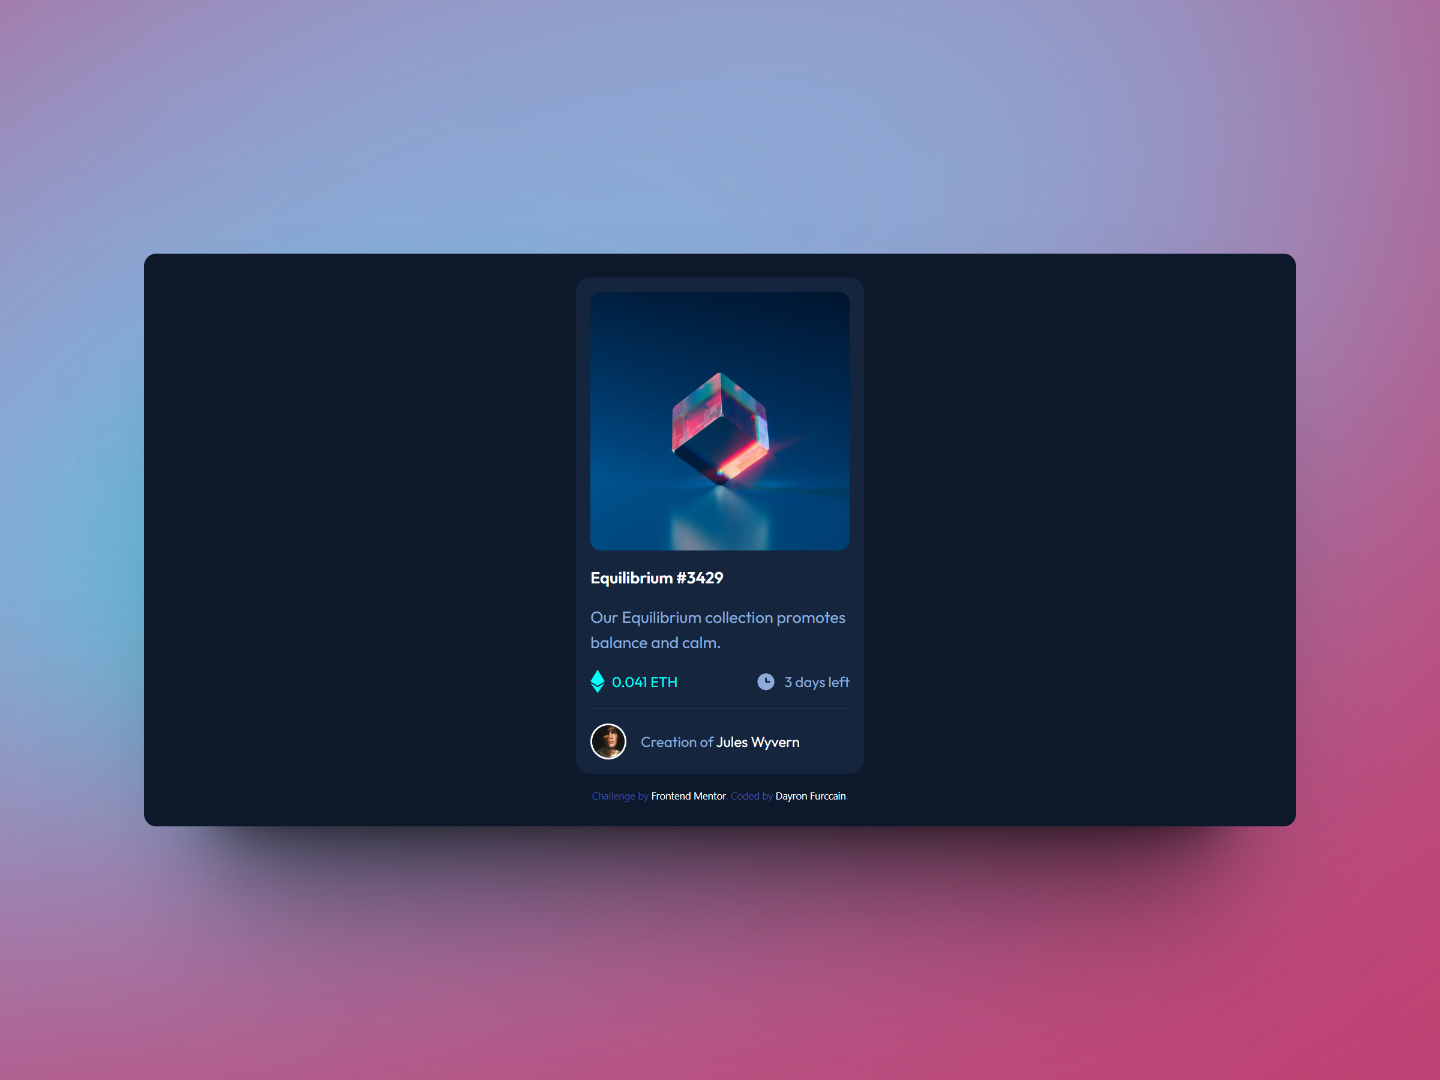 Equilibrium #3429
Our Equilibrium collection promotes
balance and calm.
0.041 ETH
3 days left
Creation of Jules Wyvern
Challenge by Frontend Mentor. Coded by Dayron Furccain.